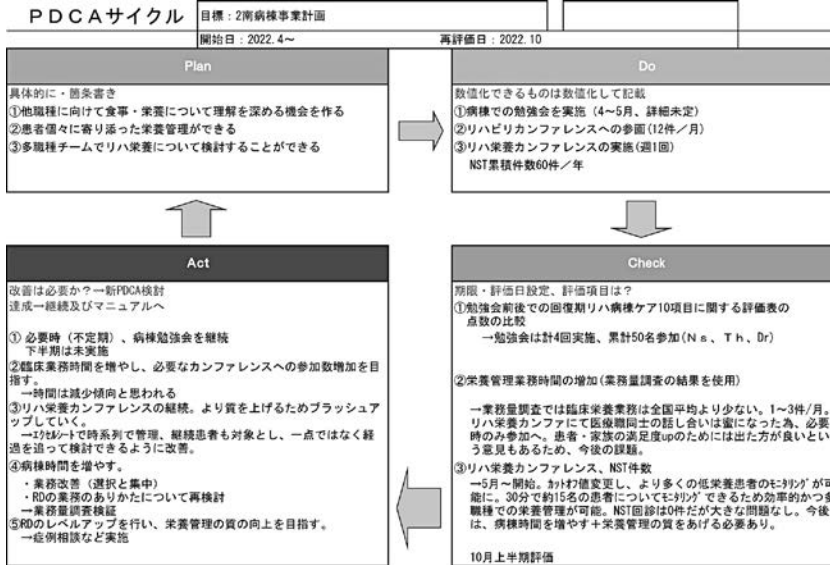 PDCAサイクル
目標:2南病棟事業計画
開始日:2022.4~
再評価日:2022.10
Plan
具体的に・箇条書き
①他職種に向けて食事・栄養について理解を深める機会を作る
②患者個々に寄り添った栄養管理ができる
③多職種チームでリハ栄養について検討することができる
Do
数値化できるものは数値化して記載
①病棟での勉強会を実施(4~5月、詳細未定)
②リハビリカンファレンスへの参画(12件/月)
③リハ栄養カンファレンスの実施(週1回)
NST累積件数60件/年
Act
改善は必要か?→新PDCA検討
達成→継続及びマニュアルへ
① 必要時(不定期)、病棟勉強会を継続
下半期は未実施
②臨床業務時間を増やし、必要なカンファレンスへの参加数増加を目
指す。
→時間は減少傾向と思われる
③リハ栄養カンファレンスの継続。より質を上げるためブラッシュア
ップしていく。
→エクセルシートで時系列で管理、継続患者も対象とし、一点ではなく経
過を追って検討できるように改善。
④病棟時間を増やす。
・業務改善(選択と集中)
・RDの業務のありかたについて再検討
→業務量調査検証
⑤RDのレベルアップを行い、栄養管理の質の向上を目指す。
→症例相談など実施
Check
期限・評価日設定、評価項目は?
①勉強会前後での回復期リハ病棟ケア10項目に関する評価表の
点数の比較
→勉強会は計4回実施、累計50名参加(Ns、Th、Dr)
②栄養管理業務時間の増加(業務量調査の結果を使用)
→業務量調査では臨床栄養業務は全国平均より少ない。1~3件/月。
リハ栄養カンファにて医療職同士の話し合いは蜜になった為、必要
時のみ参加へ。患者・家族の満足度upのためには出た方が良いとい
う意見もあるため、今後の課題。
③リハ栄養カンファレンス、NST件数
→5月~開始。カットオフ値変更し、より多くの低栄養患者のモニタリングが可
能に。30分で約15名の患者についてモニタリングできるため効率的かつ多
職種での栄養管理が可能。NST回診は0件だが大きな問題なし。今後
は、病棟時間を増やす+栄養管理の質をあげる必要あり。
10月上半期評価